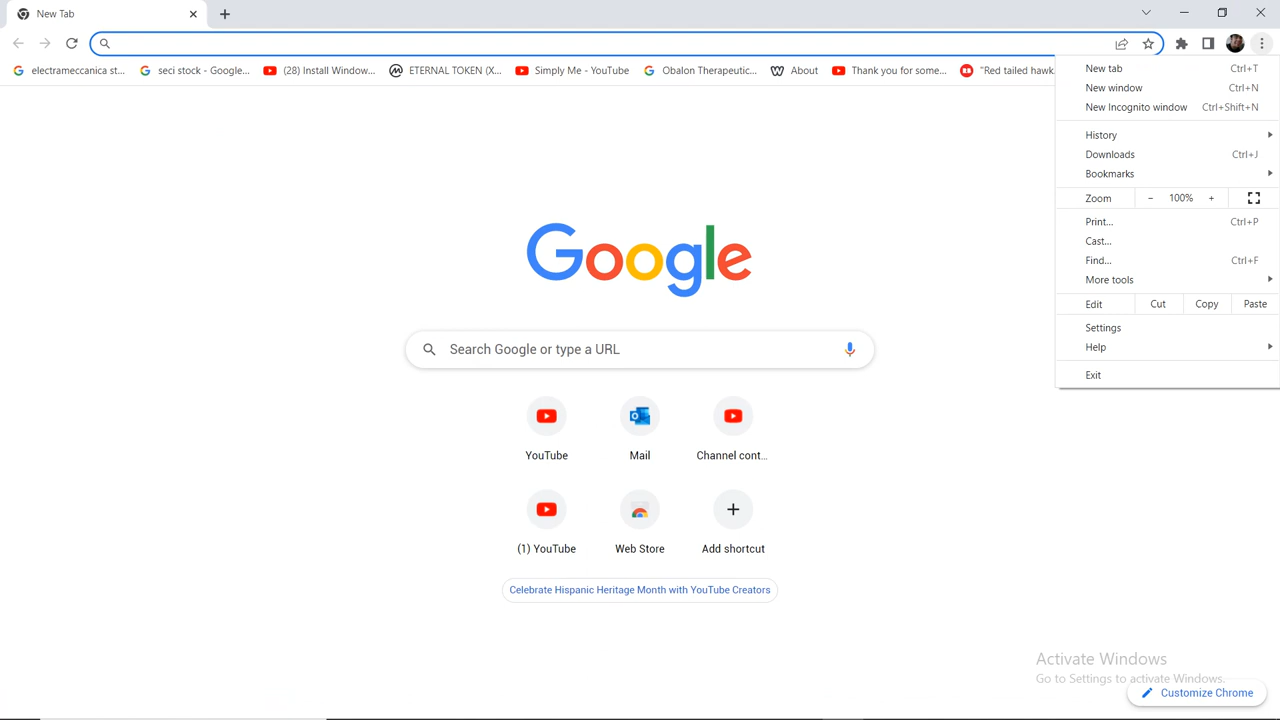 New Tab
electrameccanica st...
seci stock - Google...
(28) Install Window...
ETERNAL TOKEN (X...
Simply Me - YouTube
Obalon Therapeutic...
About
Thank you for some...
"Red tailed hawk
New tab Ctrl+T
New window Ctrl+N
New Incognito window Ctrl+Shift+N
History
Downloads Ctrl+J
Bookmarks
Zoom - 100% +
Print... Ctrl+P
Cast...
Find... Ctrl+F
More tools
Edit Cut Copy Paste
Settings
Help
Exit
Google
Search Google or type a URL
YouTube
Mail
Channel cont...
(1) YouTube
Web Store
Add shortcut
Celebrate Hispanic Heritage Month with YouTube Creators
Activate Windows
Go to Settings to activate Windows.
Customize Chrome